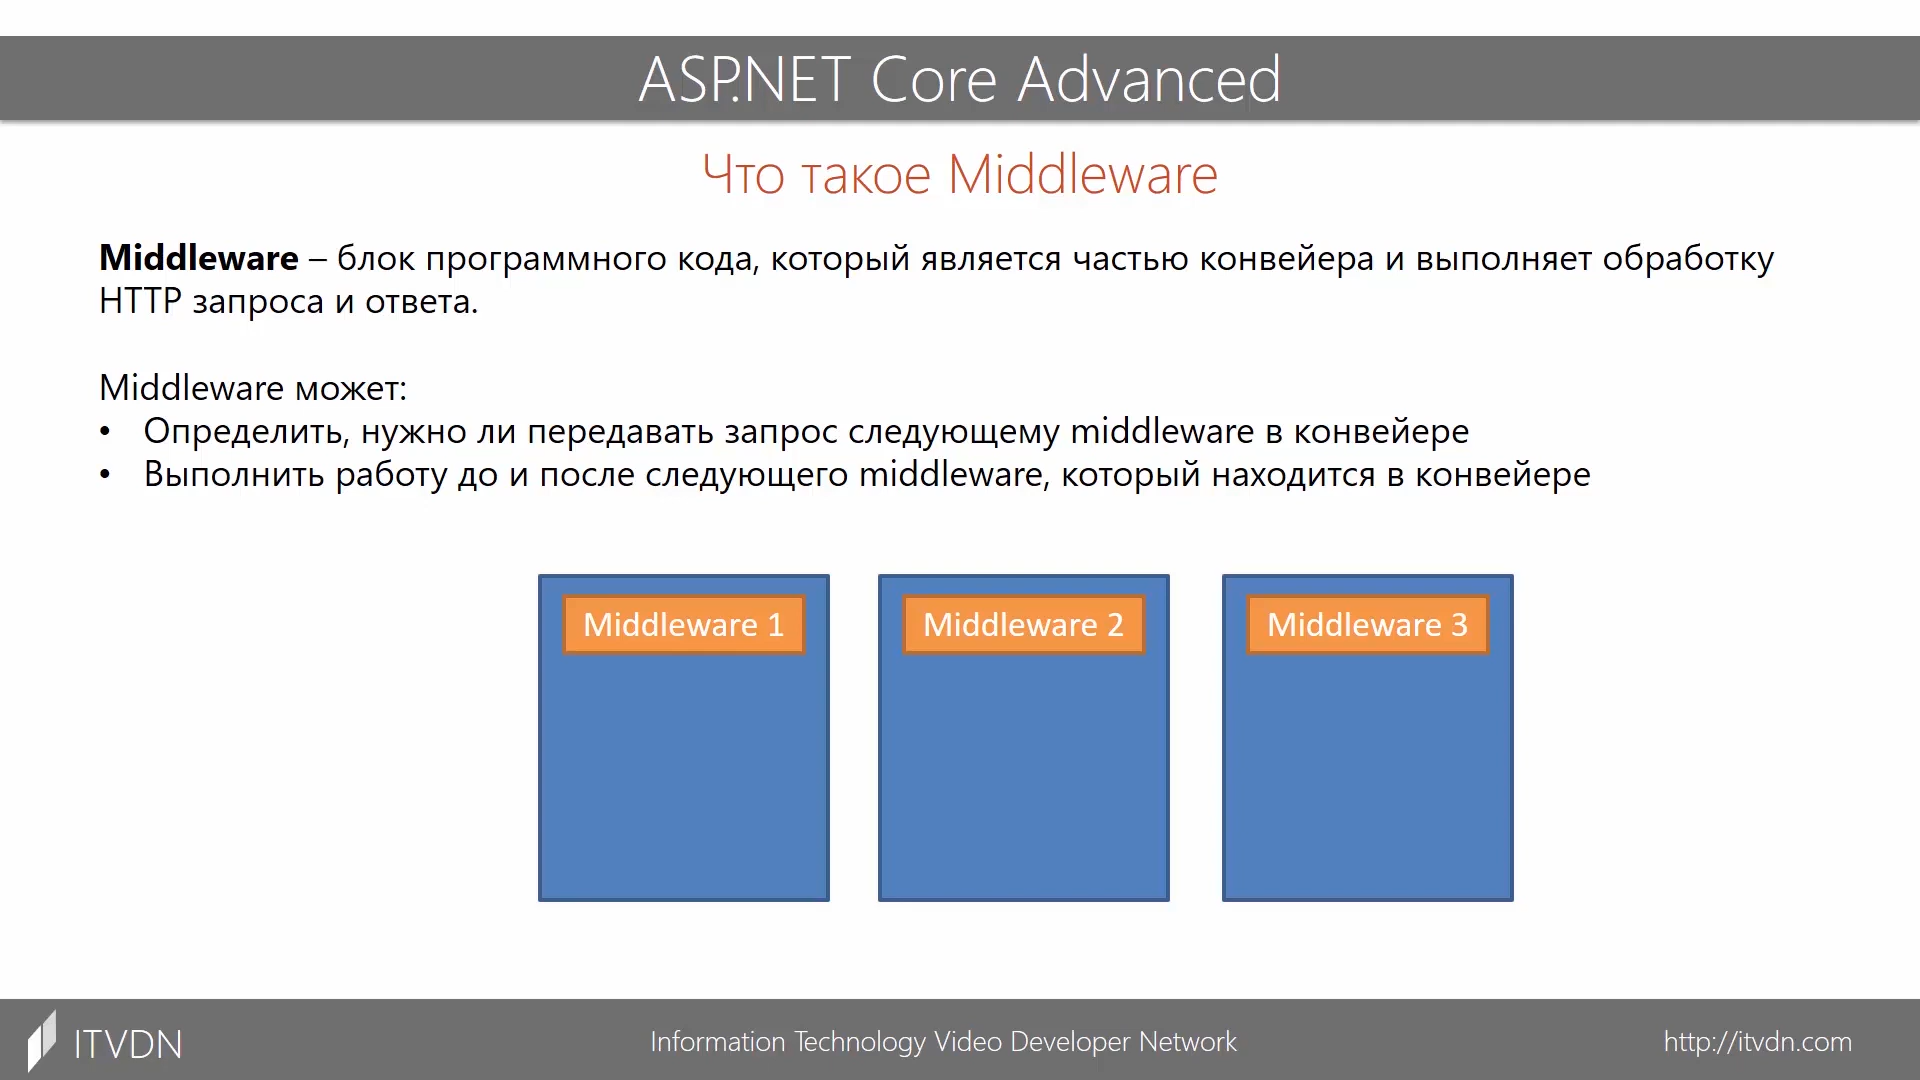 ASP.NET Core Advanced
Что такое Middleware
Middleware – блок программного кода, который является частью конвейера и выполняет обработку
HTTP запроса и ответа.
Middleware может:
• Определить, нужно ли передавать запрос следующему middleware в конвейере
• Выполнить работу до и после следующего middleware, который находится в конвейере
Middleware 1
Middleware 2
Middleware 3
ITVDN
Information Technology Video Developer Network
http://itvdn.com